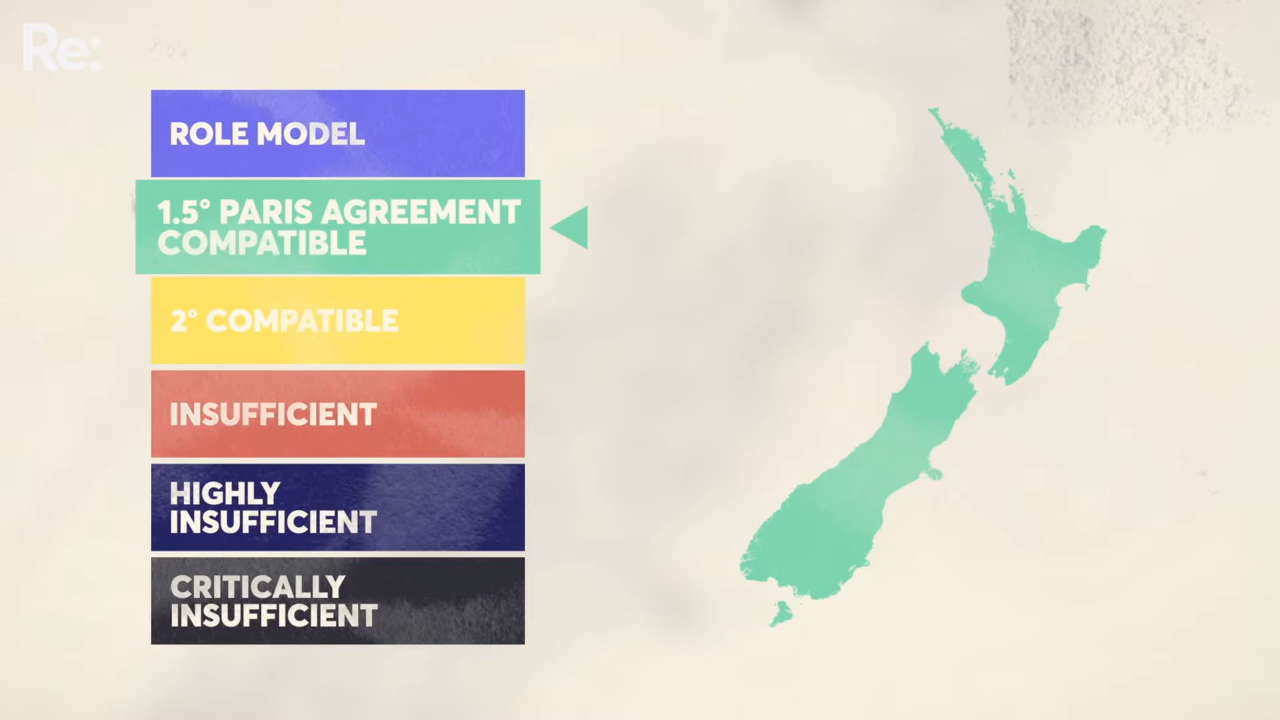 Re:
ROLE MODEL
1.5° PARIS AGREEMENT
COMPATIBLE
2° COMPATIBLE
INSUFFICIENT
HIGHLY
INSUFFICIENT
CRITICALLY
INSUFFICIENT